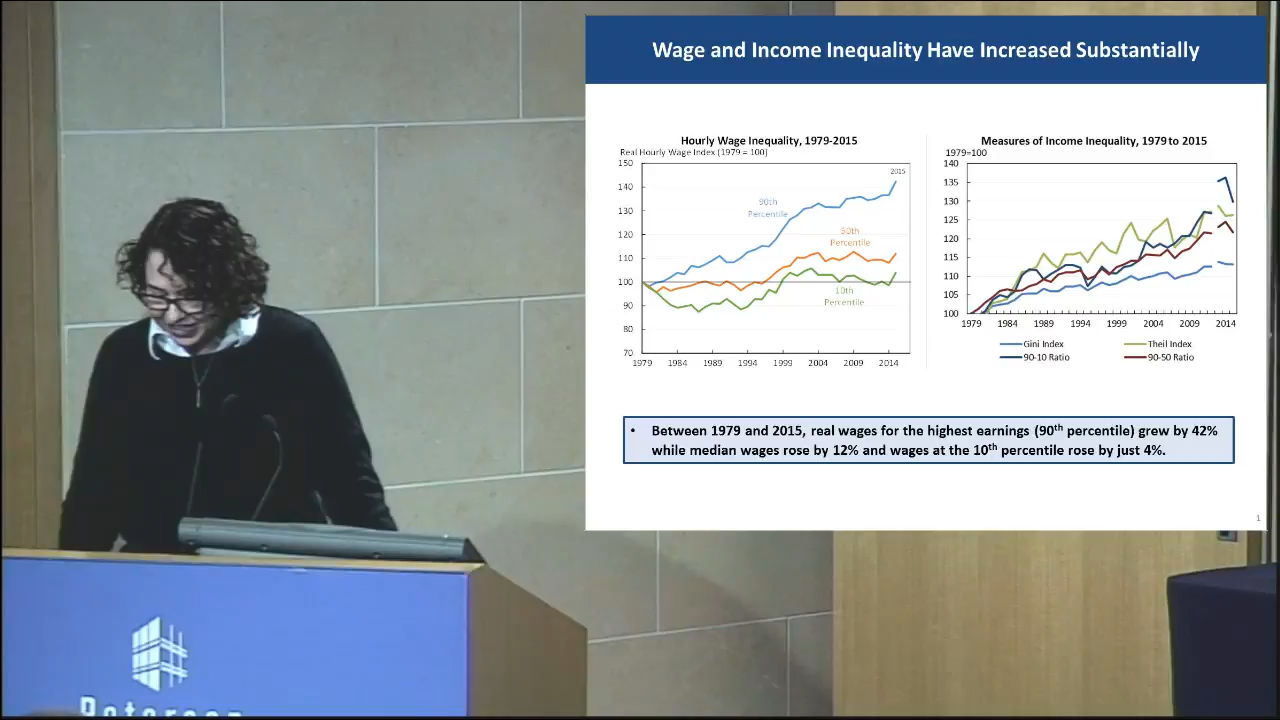 Wage and Income Inequality Have Increased Substantially
Hourly Wage Inequality, 1979-2015
Real Hourly Wage Index (1979 = 100)
150
140
130
120
110
100
90
80
70
2015
90th
Percentile
50th
Percentile
10th
Percentile
1979 1984 1989 1994 1999 2004 2009 2014
Measures of Income Inequality, 1979 to 2015
1979=100
140
135
130
125
120
115
110
105
100
1979 1984 1989 1994 1999 2004 2009 2014
Gini Index Theil Index
90-10 Ratio 90-50 Ratio
• Between 1979 and 2015, real wages for the highest earnings (90th percentile) grew by 42%
while median wages rose by 12% and wages at the 10th percentile rose by just 4%.
1